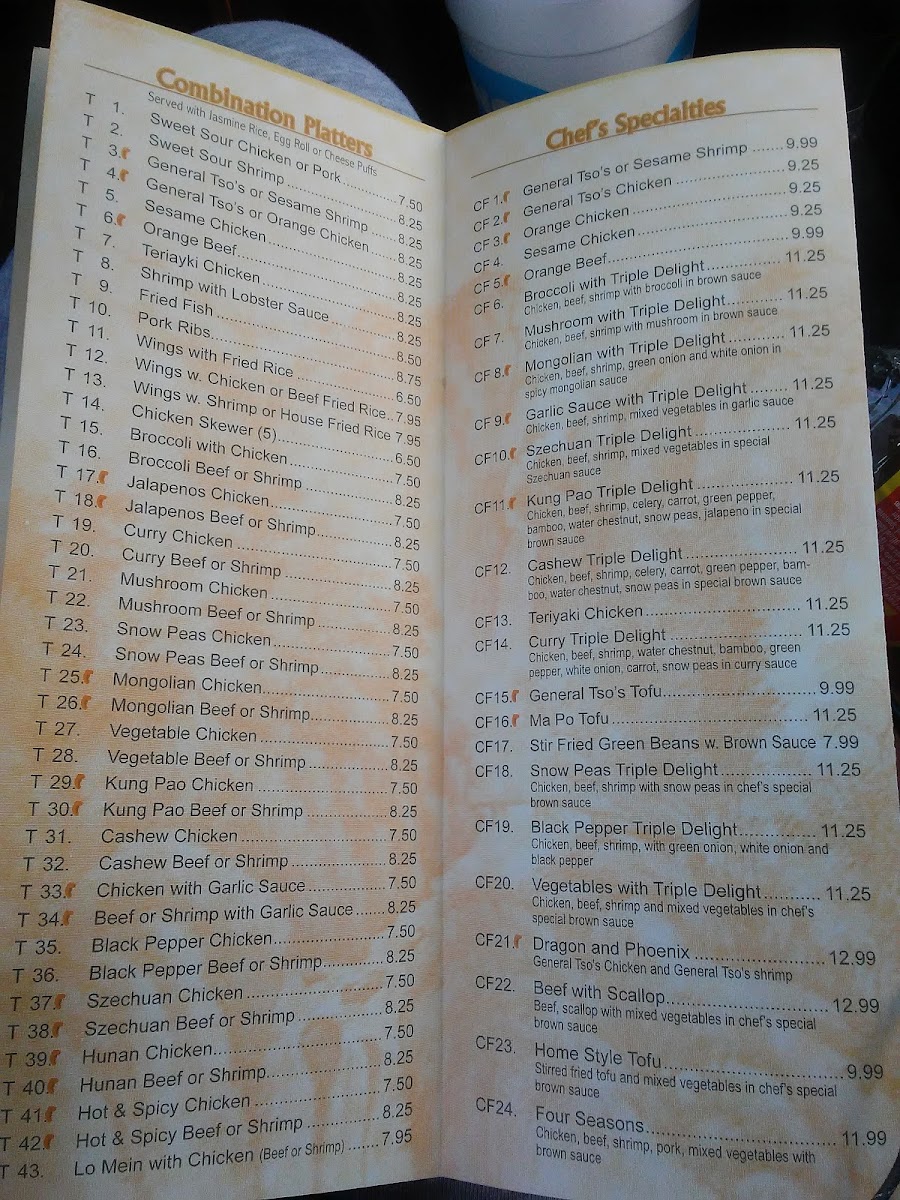 Combination Platters
Served with Jasmine Rice, Egg Roll or Cheese Puffs
T 1. Sweet Sour Chicken or Pork 7.50
T 2. Sweet Sour Shrimp 8.25
T 3. General Tso's or Sesame Shrimp 8.25
T 4. General Tso's or Orange Chicken 8.25
T 5. Sesame Chicken 8.25
T 6. Orange Beef 8.25
T 7. Teriayki Chicken 8.25
T 8. Shrimp with Lobster Sauce 8.25
T 9. Fried Fish 8.50
T 10. Pork Ribs 8.75
T 11. Wings with Fried Rice 6.50
T 12. Wings w. Chicken or Beef Fried Rice 7.95
T 13. Wings w. Shrimp or House Fried Rice 7.95
T 14. Chicken Skewer (5) 6.50
T 15. Broccoli with Chicken 7.50
T 16. Broccoli Beef or Shrimp 8.25
T 17. Jalapenos Chicken 7.50
T 18. Jalapenos Beef or Shrimp 8.25
T 19. Curry Chicken 7.50
T 20. Curry Beef or Shrimp 8.25
T 21. Mushroom Chicken 7.50
T 22. Mushroom Beef or Shrimp 8.25
T 23. Snow Peas Chicken 7.50
T 24. Snow Peas Beef or Shrimp 8.25
T 25. Mongolian Chicken 7.50
T 26. Mongolian Beef or Shrimp 8.25
T 27. Vegetable Chicken 7.50
T 28. Vegetable Beef or Shrimp 8.25
T 29. Kung Pao Chicken 7.50
T 30. Kung Pao Beef or Shrimp 8.25
T 31. Cashew Chicken 7.50
T 32. Cashew Beef or Shrimp 8.25
T 33. Chicken with Garlic Sauce 7.50
T 34. Beef or Shrimp with Garlic Sauce 8.25
T 35. Black Pepper Chicken 7.50
T 36. Black Pepper Beef or Shrimp 8.25
T 37. Szechuan Chicken 7.50
T 38. Szechuan Beef or Shrimp 8.25
T 39. Hunan Chicken 7.50
T 40. Hunan Beef or Shrimp 8.25
T 41. Hot & Spicy Chicken 7.50
T 42. Hot & Spicy Beef or Shrimp 8.25
T 43. Lo Mein with Chicken (Beef or Shrimp) 7.95
Chef's Specialties
CF 1. General Tso's or Sesame Shrimp 9.99
CF 2. General Tso's Chicken 9.25
CF 3. Orange Chicken 9.25
CF 4. Sesame Chicken 9.25
CF 5. Orange Beef 9.99
CF 6. Broccoli with Triple Delight 11.25
Chicken, beef, shrimp with broccoli in brown sauce
CF 7. Mushroom with Triple Delight 11.25
Chicken, beef, shrimp with mushroom in brown sauce
CF 8. Mongolian with Triple Delight 11.25
Chicken, beef, shrimp, green onion and white onion in
spicy mongolian sauce
CF 9. Garlic Sauce with Triple Delight 11.25
Chicken, beef, shrimp, mixed vegetables in garlic sauce
CF10. Szechuan Triple Delight 11.25
Chicken, beef, shrimp, mixed vegetables in special
Szechuan sauce
CF11. Kung Pao Triple Delight 11.25
Chicken, beef, shrimp, celery, carrot, green pepper,
bamboo, water chestnut, snow peas, jalapeno in special
brown sauce
CF12. Cashew Triple Delight 11.25
Chicken, beef, shrimp, celery, carrot, green pepper, bam-
boo, water chestnut, snow peas in special brown sauce
CF13. Teriyaki Chicken 11.25
CF14. Curry Triple Delight 11.25
Chicken, beef, shrimp, water chestnut, bamboo, green
pepper, white onion, carrot, snow peas in curry sauce
CF15. General Tso's Tofu 9.99
CF16. Ma Po Tofu 11.25
CF17. Stir Fried Green Beans w. Brown Sauce 7.99
CF18. Snow Peas Triple Delight 11.25
Chicken, beef, shrimp with snow peas in chef's special
brown sauce
CF19. Black Pepper Triple Delight 11.25
Chicken, beef, shrimp, with green onion, white onion and
black pepper
CF20. Vegetables with Triple Delight 11.25
Chicken, beef, shrimp and mixed vegetables in chef's
special brown sauce
CF21. Dragon and Phoenix 12.99
General Tso's Chicken and General Tso's shrimp
CF22. Beef with Scallop 12.99
Beef, scallop with mixed vegetables in chef's special
brown sauce
CF23. Home Style Tofu 9.99
Stirred fried tofu and mixed vegetables in chef's special
brown sauce
CF24. Four Seasons 11.99
Chicken, beef, shrimp, pork, mixed vegetables with
brown sauce